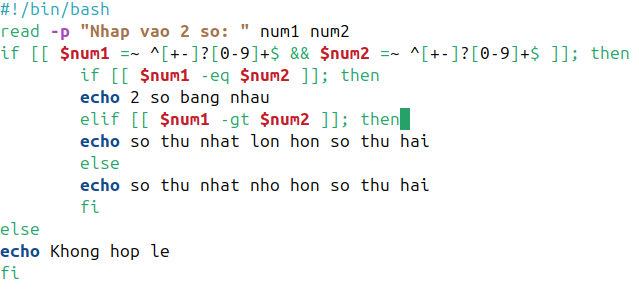 #!/bin/bash
read -p "Nhap vao 2 so: " num1 num2
if [[ $num1 =~ ^[+-]?[0-9]+$ && $num2 =~ ^[+-]?[0-9]+$ ]]; then
        if [[ $num1 -eq $num2 ]]; then
        echo 2 so bang nhau
        elif [[ $num1 -gt $num2 ]]; then
        echo so thu nhat lon hon so thu hai
        else
        echo so thu nhat nho hon so thu hai
        fi
else
echo Khong hop le
fi